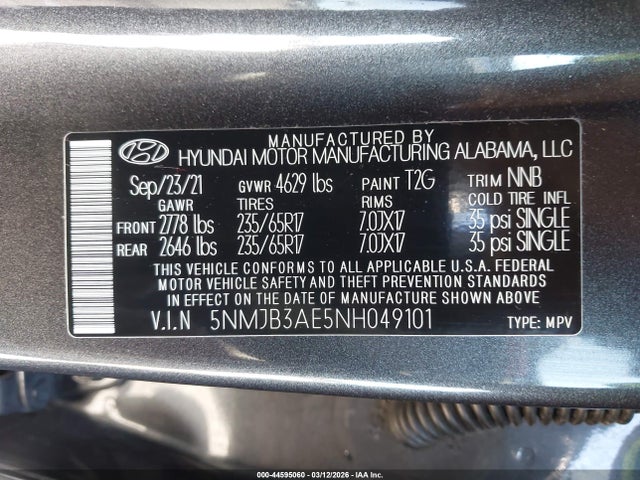 MANUFACTURED BY
HYUNDAI MOTOR MANUFACTURING ALABAMA, LLC
Sep/23/21 GVWR 4629 lbs PAINT T2G TRIM NNB
GAWR TIRES RIMS COLD TIRE INFL
FRONT 2778 lbs 235/65R17 7.0JX17 35 psi SINGLE
REAR 2646 lbs 235/65R17 7.0JX17 35 psi SINGLE
THIS VEHICLE CONFORMS TO ALL APPLICABLE U.S.A. FEDERAL
MOTOR VEHICLE SAFETY AND THEFT PREVENTION STANDARDS
IN EFFECT ON THE DATE OF MANUFACTURE SHOWN ABOVE.
V.I.N 5NMJB3AE5NH049101 TYPE: MPV
000-44595060 - 03/12/2026 - IAA Corp.